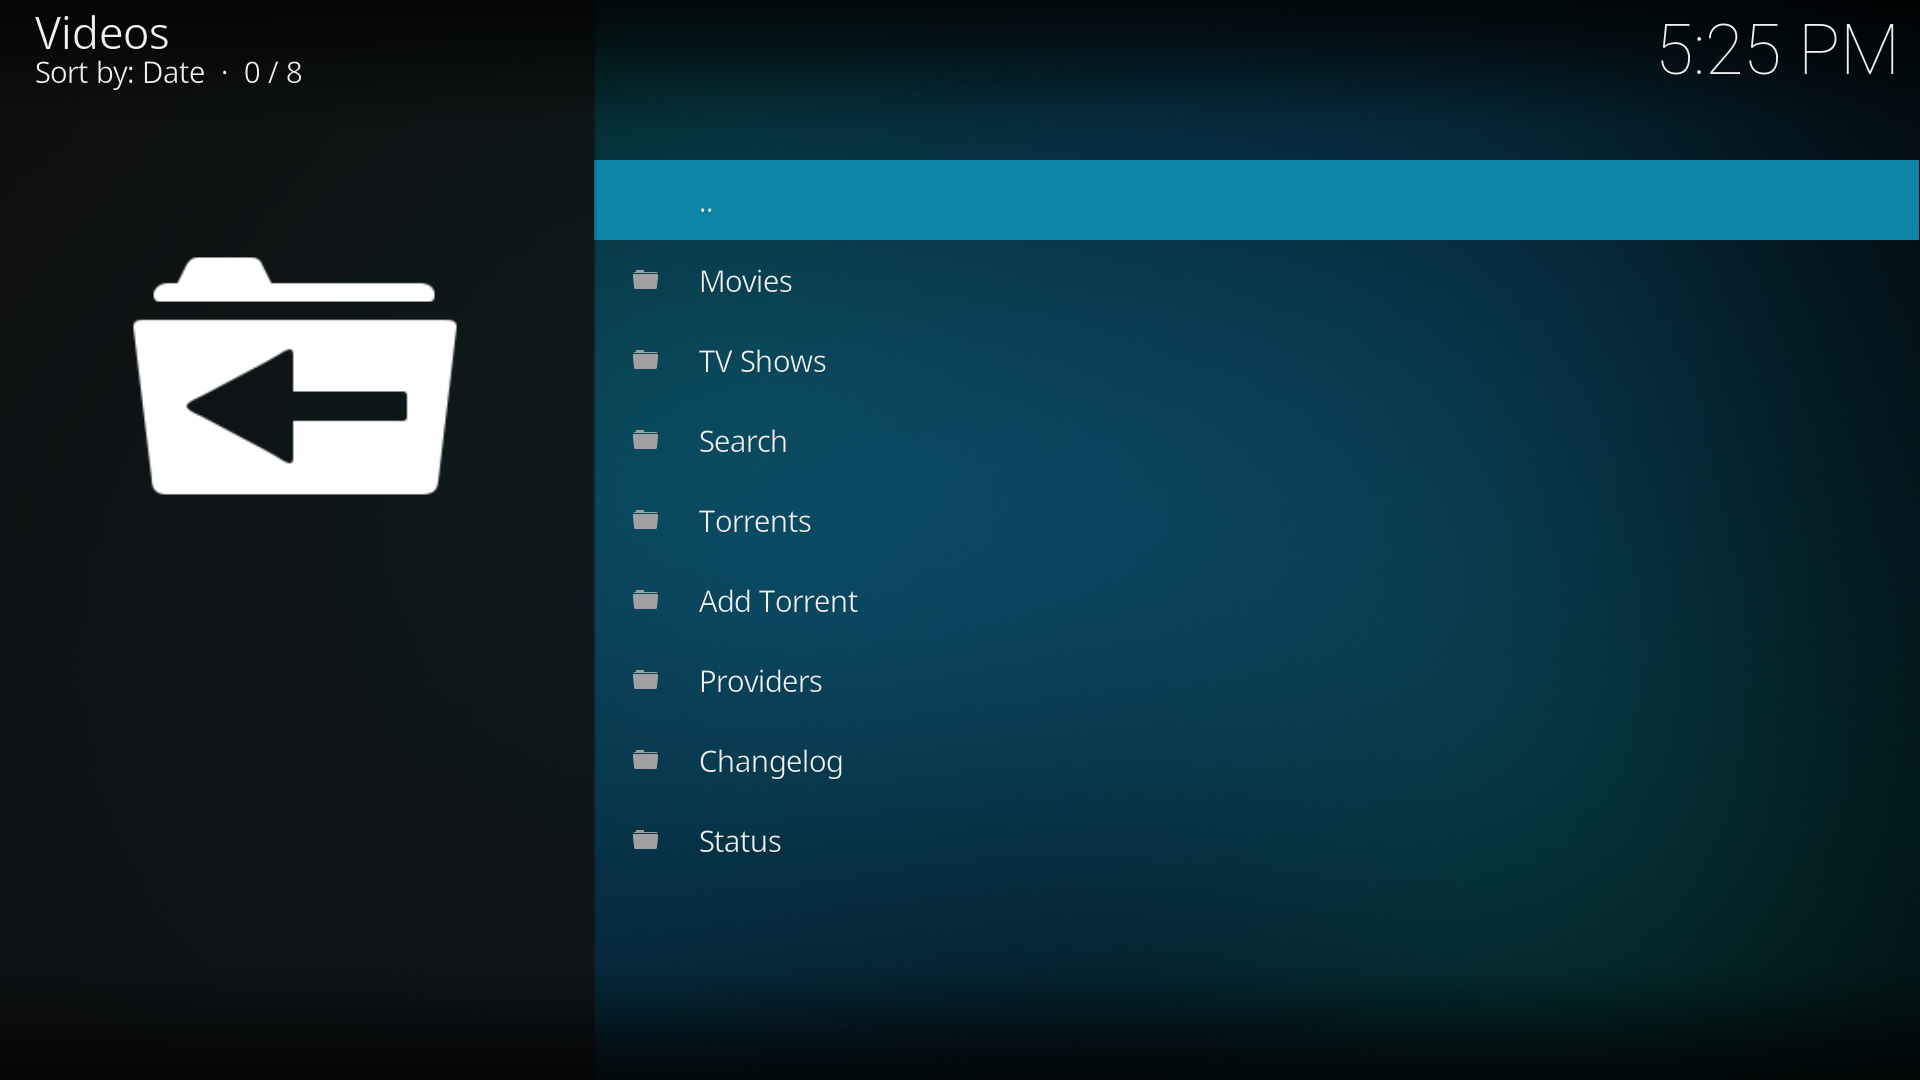 Videos
Sort by: Date · 0 / 8
5:25 PM
..
Movies
TV Shows
Search
Torrents
Add Torrent
Providers
Changelog
Status